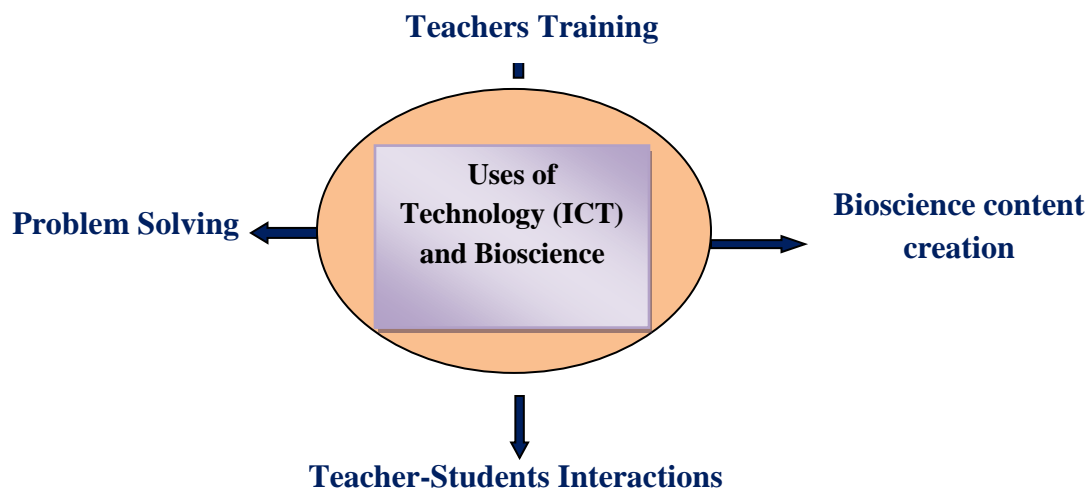 Teachers Training
Uses of
Technology (ICT)
and Bioscience
Problem Solving
Bioscience content
creation
Teacher-Students Interactions